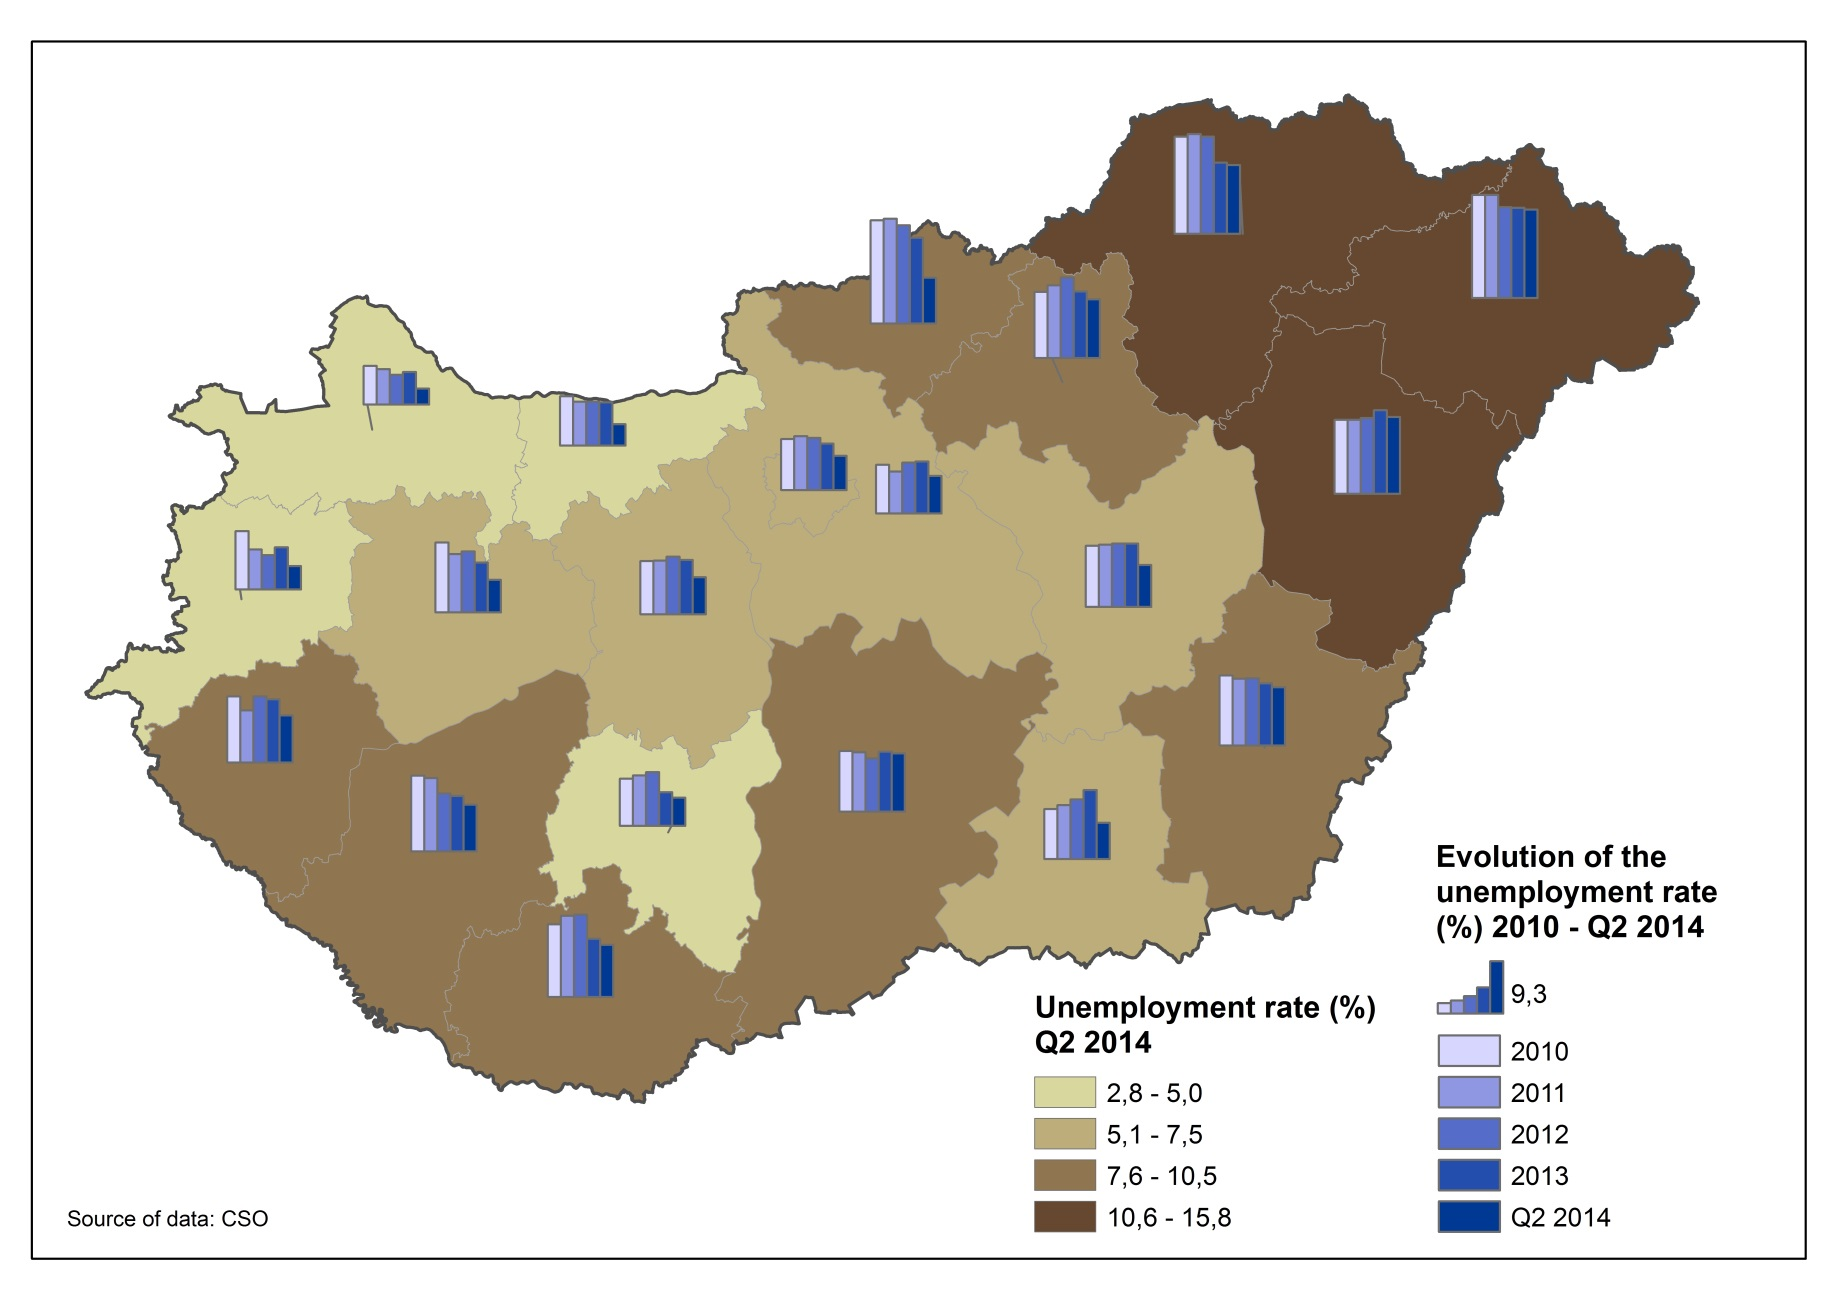 Evolution of the
unemployment rate
(%) 2010 - Q2 2014
9,3
2010
2011
2012
2013
Q2 2014
Unemployment rate (%)
Q2 2014
2,8 - 5,0
5,1 - 7,5
7,6 - 10,5
10,6 - 15,8
Source of data: CSO